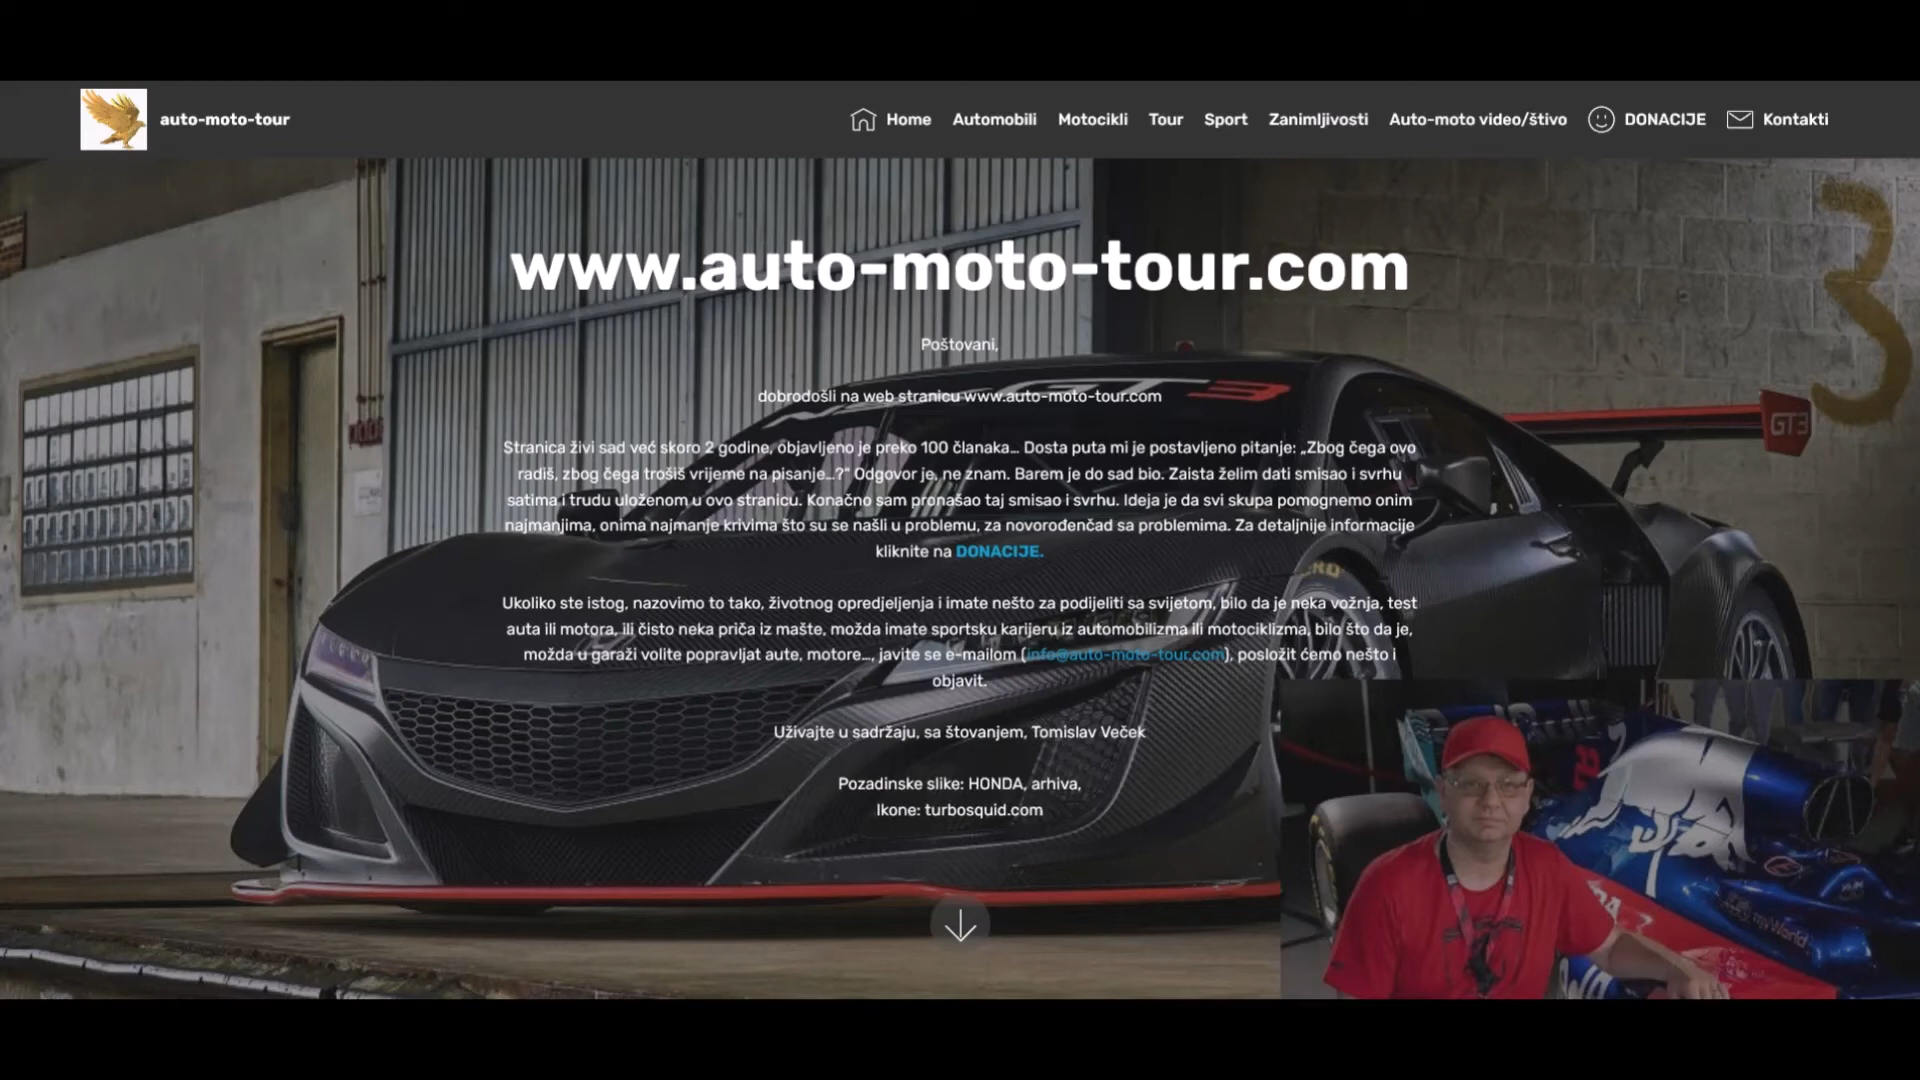 auto-moto-tour
Home
Automobili
Motocikli
Tour
Sport
Zanimljivosti
Auto-moto video/štivo
DONACIJE
Kontakti
www.auto-moto-tour.com
Poštovani,
GT3
dobrodošli na web stranicu www.auto-moto-tour.com
GT3
Stranica živi sad već skoro 2 godine, objavljeno je preko 100 članaka... Dosta puta mi je postavljeno pitanje: „Zbog čega ovo
radiš, zbog čega trošiš vrijeme na pisanje...?" Odgovor je, ne znam. Barem je do sad bio. Zaista želim dati smisao i svrhu
satima i trudu uloženom u ovo stranicu. Konačno sam pronašao taj smisao i svrhu. Ideja je da svi skupa pomognemo onim
najmanjima, onima najmanje krivima što su se našli u problemu, za novorođenčad sa problemima. Za detaljnije informacije
kliknite na DONACIJE.
Ukoliko ste istog, nazovimo to tako, životnog opredjeljenja i imate nešto za podijeliti sa svijetom, bilo da je neka vožnja, test
auta ili motora, ili čisto neka priča iz mašte, možda imate sportsku karijeru iz automobilizma ili motociklizma, bilo što da je,
možda u garaži volite popravljat aute, motore..., javite se e-mailom (info@auto-moto-tour.com), posložit ćemo nešto i
objavit.
Uživajte u sadržaju, sa štovanjem, Tomislav Veček
Pozadinske slike: HONDA, arhiva,
Ikone: turbosquid.com
3
myWorld